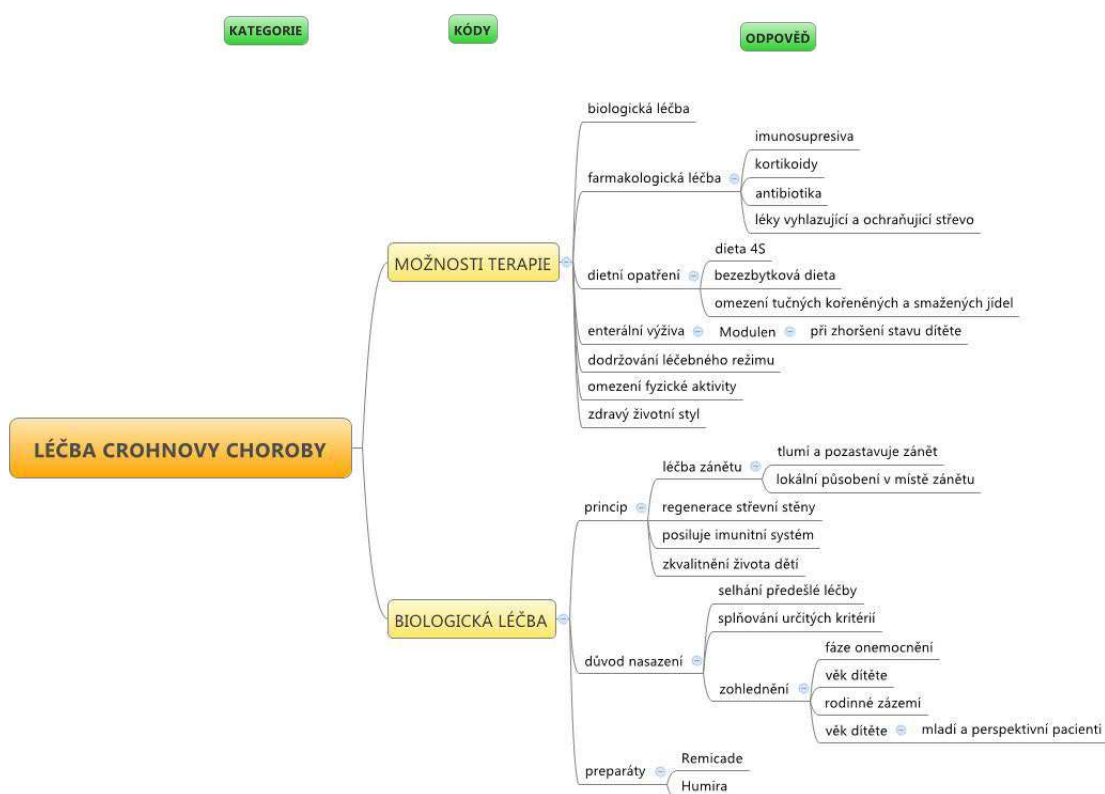 KATEGORIE
KÓDY
ODPOVĚĎ
LÉČBA CROHNOVY CHOROBY
MOŽNOSTI TERAPIE
biologická léčba
farmakologická léčba
imunosupresiva
kortikoidy
antibiotika
léky vyhlazující a ochraňující střevo
dietní opatření
dieta 4S
bezezbytková dieta
omezení tučných kořeněných a smažených jídel
enterální výživa
Modulen
při zhoršení stavu dítěte
dodržování léčebného režimu
omezení fyzické aktivity
zdravý životní styl
BIOLOGICKÁ LÉČBA
princip
léčba zánětu
tlumí a pozastavuje zánět
lokální působení v místě zánětu
regenerace střevní stěny
posiluje imunitní systém
zkvalitnění života dětí
důvod nasazení
selhání předešlé léčby
splňování určitých kritérií
zohlednění
fáze onemocnění
věk dítěte
rodinné zázemí
věk dítěte
mladí a perspektivní pacienti
preparáty
Remicade
Humira